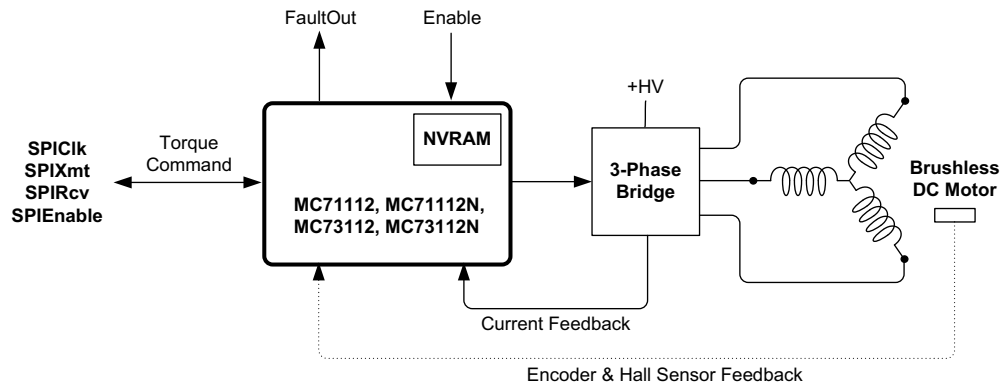 FaultOut
Enable
NVRAM
SPIClk
SPIXmt
SPIRcv
SPIEnable
Torque
Command
MC71112, MC71112N,
MC73112, MC73112N
+HV
3-Phase
Bridge
Brushless
DC Motor
Current Feedback
Encoder & Hall Sensor Feedback